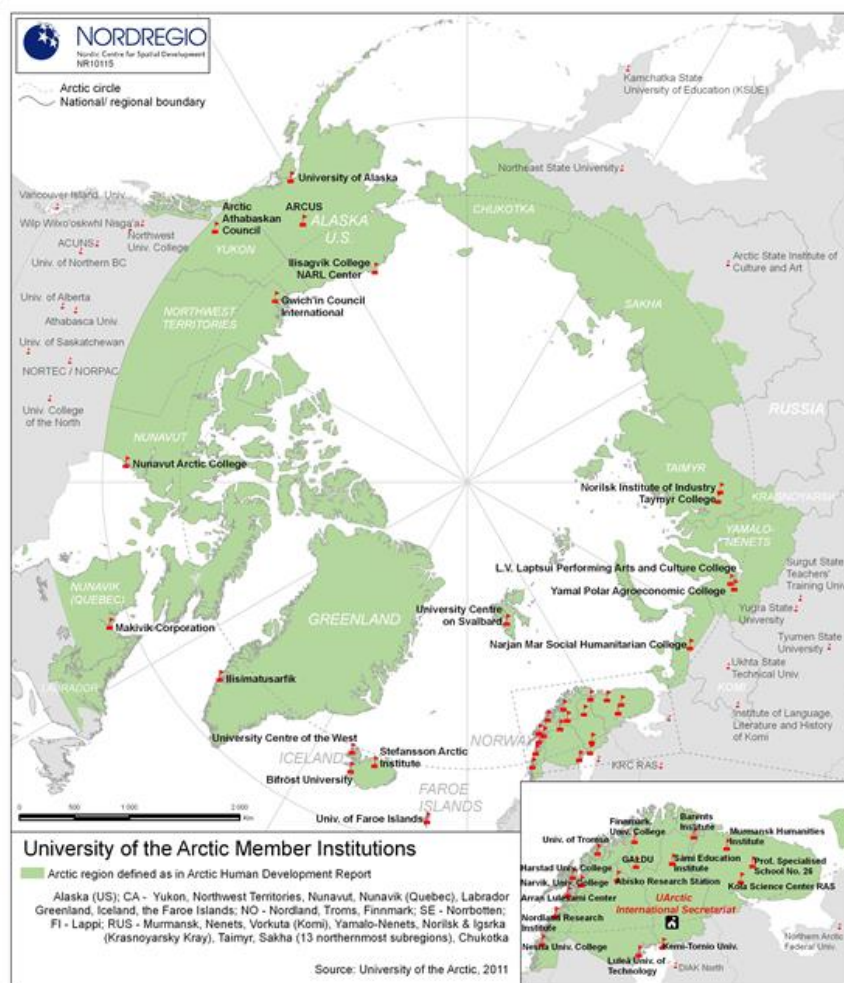 NORDREGIO
Nordic Centre for Spatial Development
NR10115
Arctic circle
National/ regional boundary
Kamchatka State
University of Education (KSUE)
Northeast State University
University of Alaska
Vancouver Island. Univ.
Arctic
Athabaskan
Council
ARCUS
ALASKA
U.S.
CHUKOTKA
Wilp Wilxo'oskwhl Nisga'a
Northwest
Univ. College
ACUNS
Univ. of Northern BC
YUKON
Ilisagvik College
NARL Center
Arctic State Institute of
Culture and Art
Univ. of Alberta
Athabasca Univ.
Gwich'in Council
International
NORTHWEST
TERRITORIES
SAKHA
Univ. of Saskatchewan
NORTEC / NORPAC
Univ. College
of the North
RUSSIA
NUNAVUT
Nunavut Arctic College
TAIMYR
Norilsk Institute of Industry
Taymyr College
KRASNOYARSK
YAMALO-
NENETS
L.V. Laptsui Performing Arts and Culture College
Yamal Polar Agroeconomic College
Surgut State
Teachers'
Training Univ.
Yugra State
University
NUNAVIK
(QUEBEC)
Makivik Corporation
GREENLAND
University Centre
on Svalbard
Narjan Mar Social Humanitarian College
Tyumen State
University
Ukhta State
Technical Univ.
LABRADOR
Ilisimatusarfik
KOMI
Institute of Language,
Literature and History
of Komi
University Centre of the West
ICELAND
Stefansson Arctic
Institute
Bifröst University
NORWAY
KRC RAS
FAROE
ISLANDS
Univ. of Faroe Islands
0 500 1 000 2 000
Km
University of the Arctic Member Institutions
Arctic region defined as in Arctic Human Development Report
Alaska (US); CA - Yukon, Northwest Territories, Nunavut, Nunavik (Quebec), Labrador
Greenland, Iceland, the Faroe Islands; NO - Nordland, Troms, Finnmark; SE - Norrbotten;
FI - Lappi; RUS - Murmansk, Nenets, Vorkuta (Komi), Yamalo-Nenets, Norilsk & Igsrka
(Krasnoyarsky Kray), Taimyr, Sakha (13 northernmost subregions), Chukotka
Source: University of the Arctic, 2011
Finnmark.
Univ. College
Barents
Institute
Univ. of Tromsø
Murmansk Humanities
Institute
GALDU
Sámi Education
Institute
Prof. Specialised
School No. 26
Harstad Univ. College
Narvik. Univ. College
Abisko Research Station
Kola Science Center RAS
Arran Lulesami Center
UArctic
International Secretariet
Nordland Research
Institute
Nesna Univ. College
Kemi-Tornio Univ.
Luleå Univ. of
Technology
DIAK North
Northern Arctic
Federal Univ.